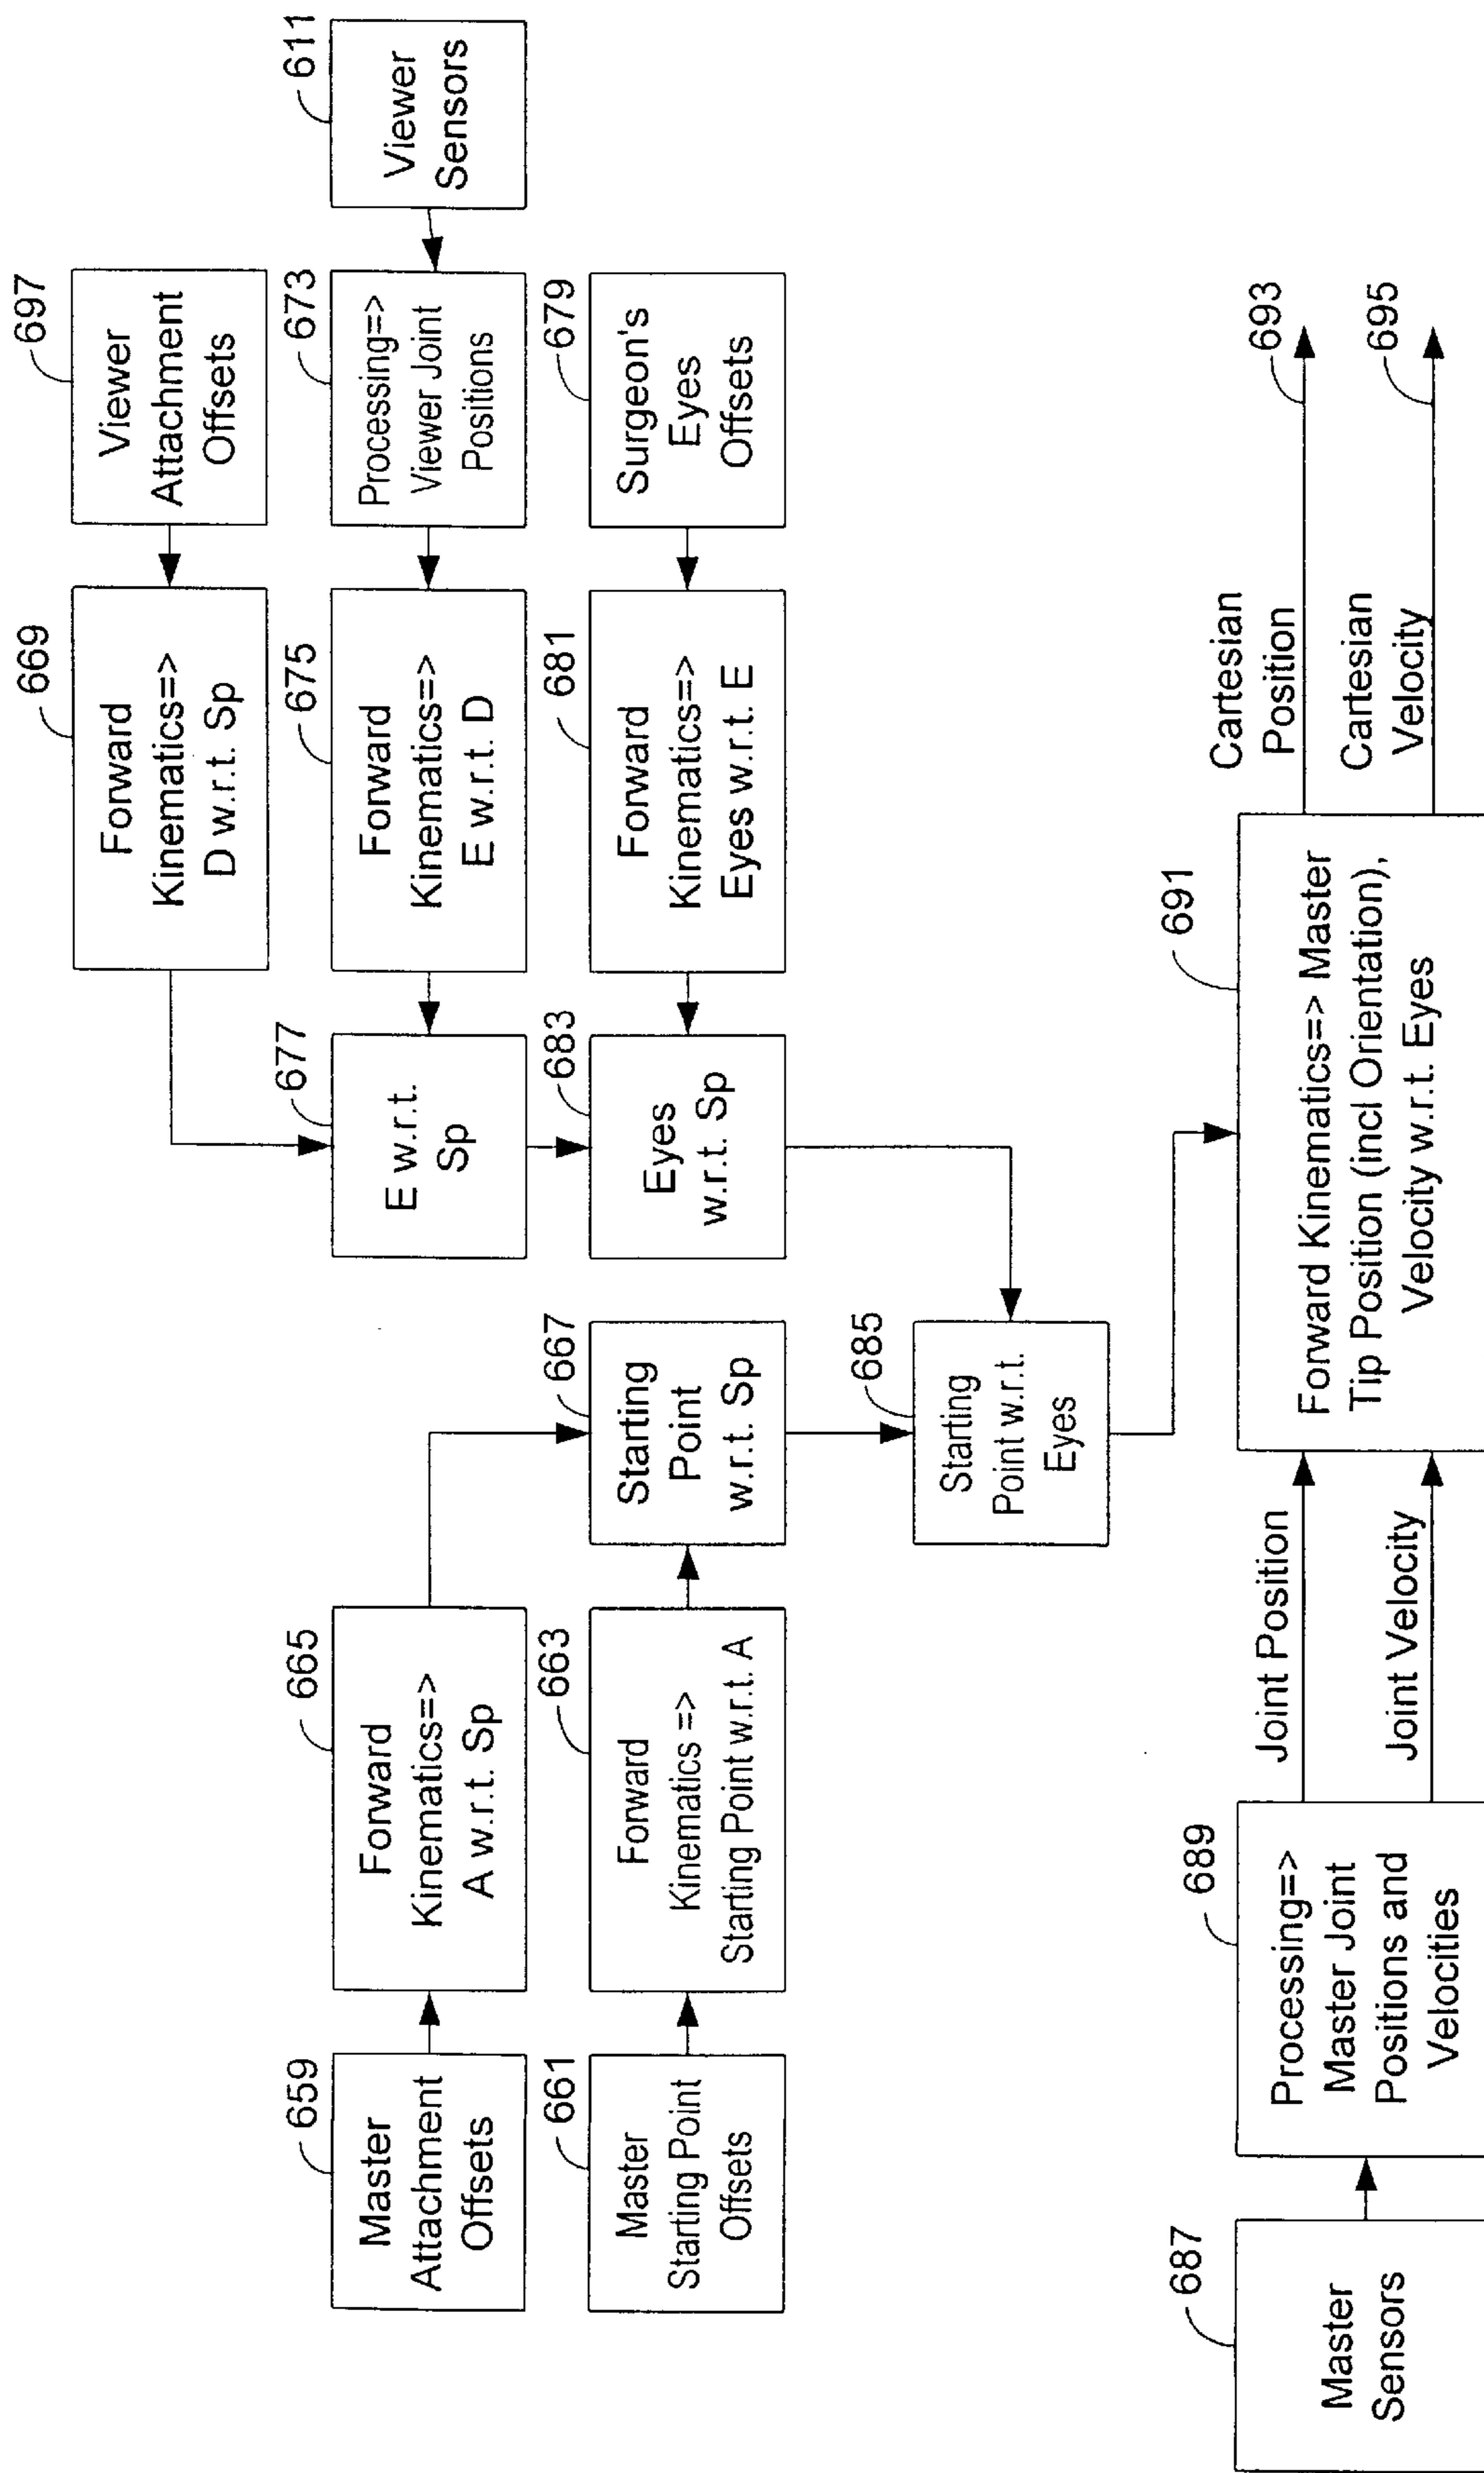 697
Viewer
Attachment
Offsets
669
Forward
Kinematics=>
D w.r.t. Sp
611
Viewer
Sensors
673
Processing=>
Viewer Joint
Positions
675
Forward
Kinematics=>
E w.r.t. D
677
E w.r.t.
Sp
679
Surgeon's
Eyes
Offsets
681
Forward
Kinematics=>
Eyes w.r.t. E
683
Eyes
w.r.t. Sp
659
Master
Attachment
Offsets
665
Forward
Kinematics=>
A w.r.t. Sp
661
Master
Starting Point
Offsets
663
Forward
Kinematics =>
Starting Point w.r.t. A
667
Starting
Point
w.r.t. Sp
685
Starting
Point w.r.t.
Eyes
687
Master
Sensors
689
Processing=>
Master Joint
Positions and
Velocities
Joint Position
Joint Velocity
691
Forward Kinematics=> Master
Tip Position (incl Orientation),
Velocity w.r.t. Eyes
Cartesian
Position
693
Cartesian
Velocity
695